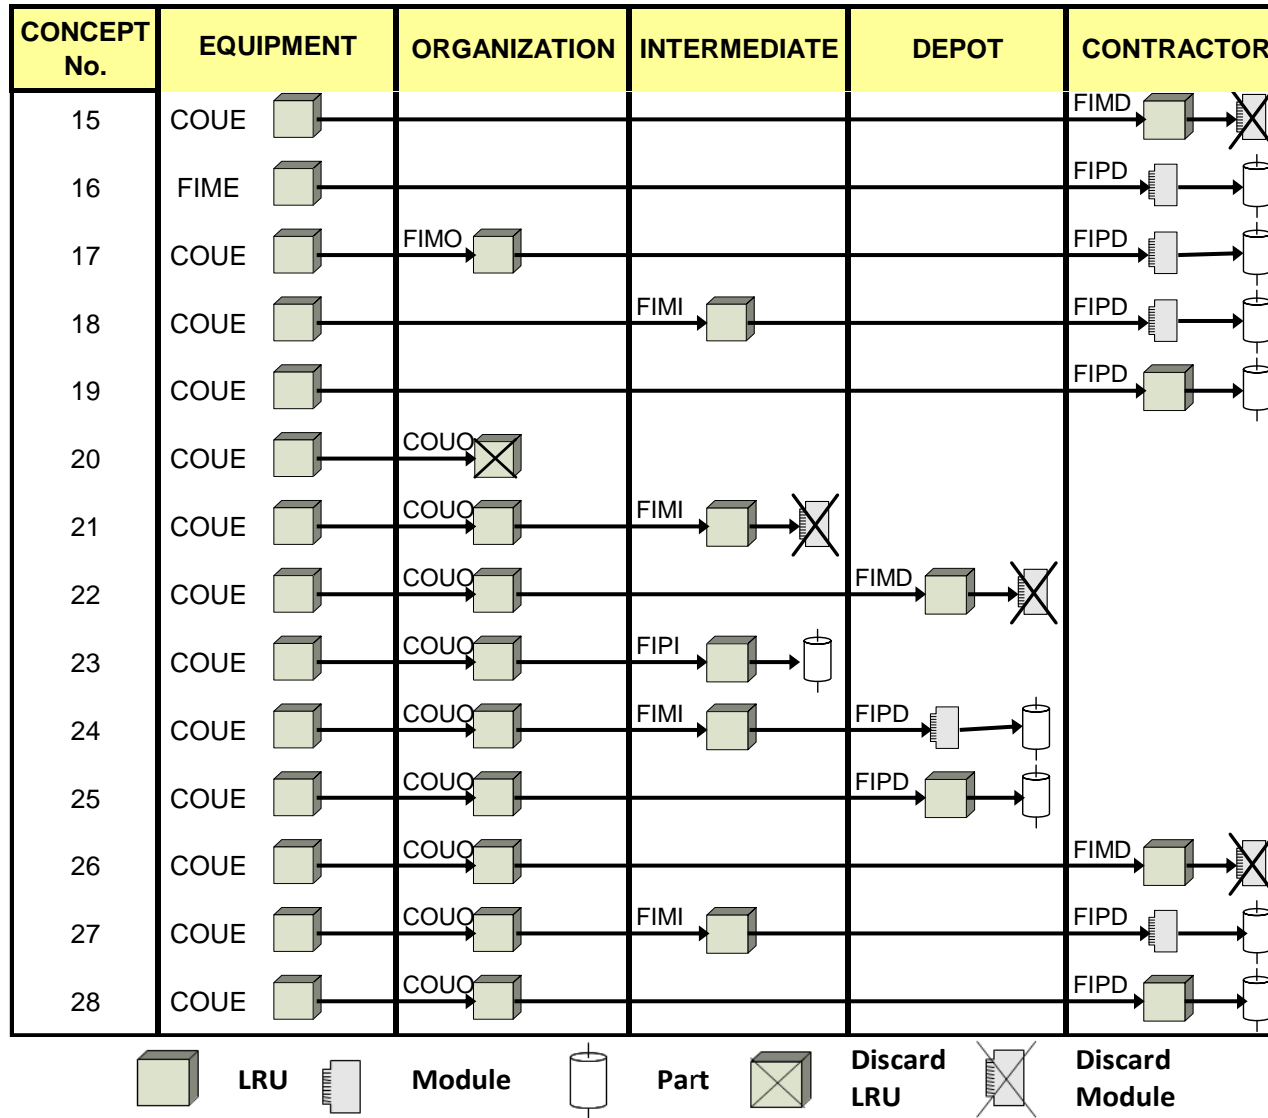 CONCEPT No. EQUIPMENT ORGANIZATION INTERMEDIATE DEPOT CONTRACTOR
15 COUE FIMD
16 FIME FIPD
17 COUE FIMO FIPD
18 COUE FIMI FIPD
19 COUE FIPD
20 COUE COUO
21 COUE COUO FIMI
22 COUE COUO FIMD
23 COUE COUO FIPI
24 COUE COUO FIMI FIPD
25 COUE COUO FIPD
26 COUE COUO FIMD
27 COUE COUO FIMI FIPD
28 COUE COUO FIPD
LRU Module Part Discard LRU Discard Module